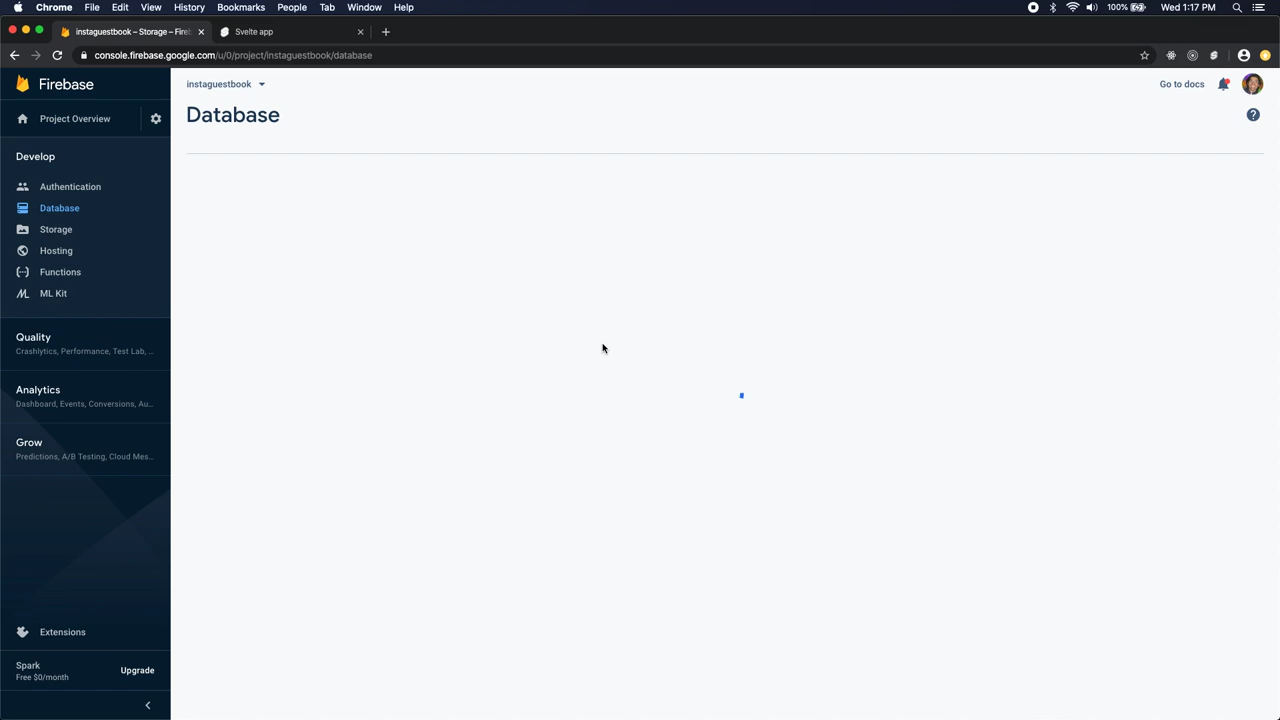 Chrome File Edit View History Bookmarks People Tab Window Help 100% Wed 1:17 PM
instaguestbook – Storage – Fire Svelte app
console.firebase.google.com/u/0/project/instaguestbook/database
Firebase
instaguestbook
Go to docs
Project Overview
Database
Develop
Authentication
Database
Storage
Hosting
Functions
ML Kit
Quality
Crashlytics, Performance, Test Lab, ...
Analytics
Dashboard, Events, Conversions, Au...
Grow
Predictions, A/B Testing, Cloud Mes...
Extensions
Spark
Free $0/month
Upgrade